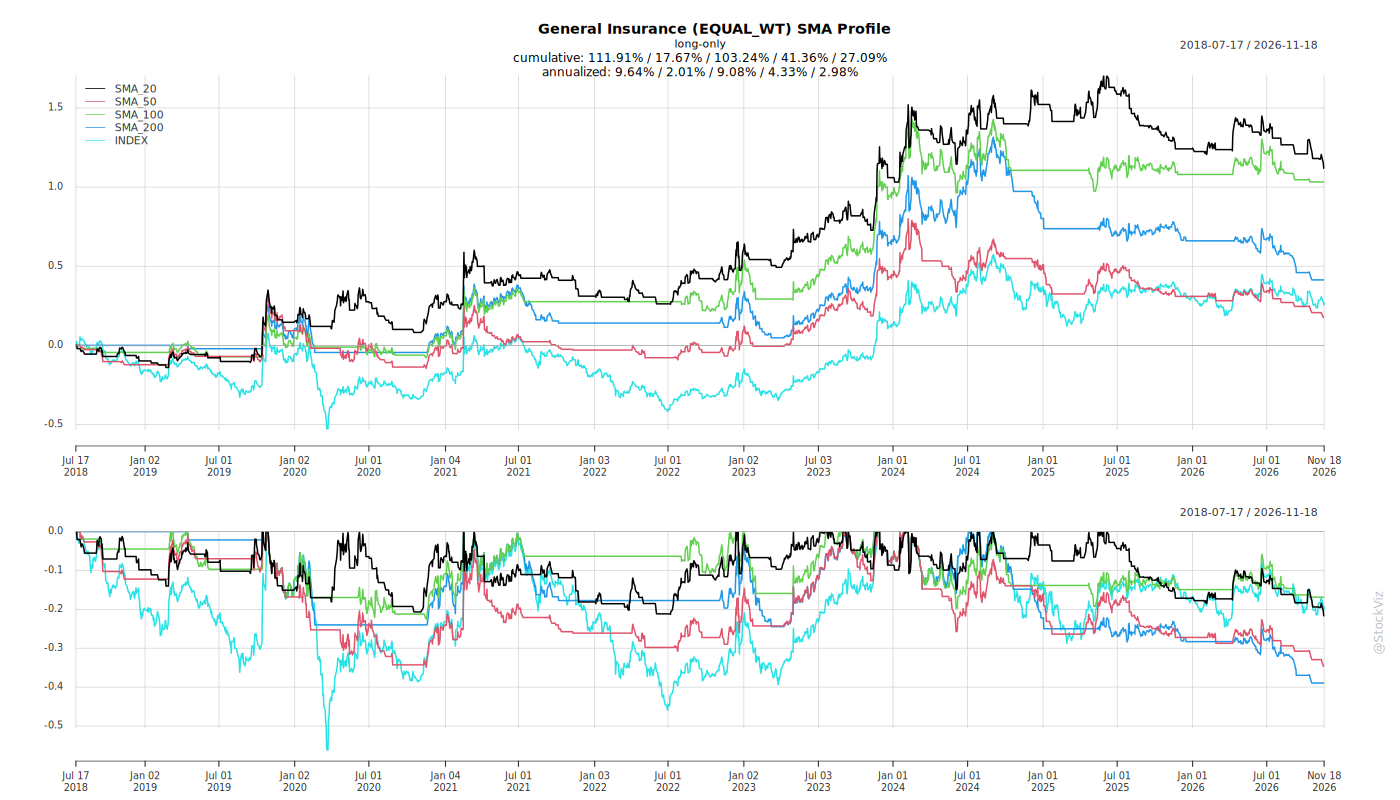 General Insurance (EQUAL_WT) SMA Profile
long-only
2018-07-17 / 2026-11-18
cumulative: 111.91% / 17.67% / 103.24% / 41.36% / 27.09%
annualized: 9.64% / 2.01% / 9.08% / 4.33% / 2.98%
SMA_20
SMA_50
SMA_100
SMA_200
INDEX
1.5
1.0
0.5
0.0
-0.5
Jul 17 2018
Jan 02 2019
Jul 01 2019
Jan 02 2020
Jul 01 2020
Jan 04 2021
Jul 01 2021
Jan 03 2022
Jul 01 2022
Jan 02 2023
Jul 03 2023
Jan 01 2024
Jul 01 2024
Jan 01 2025
Jul 01 2025
Jan 01 2026
Jul 01 2026
Nov 18 2026
2018-07-17 / 2026-11-18
0.0
-0.1
-0.2
-0.3
-0.4
-0.5
Jul 17 2018
Jan 02 2019
Jul 01 2019
Jan 02 2020
Jul 01 2020
Jan 04 2021
Jul 01 2021
Jan 03 2022
Jul 01 2022
Jan 02 2023
Jul 03 2023
Jan 01 2024
Jul 01 2024
Jan 01 2025
Jul 01 2025
Jan 01 2026
Jul 01 2026
Nov 18 2026
@StockViz